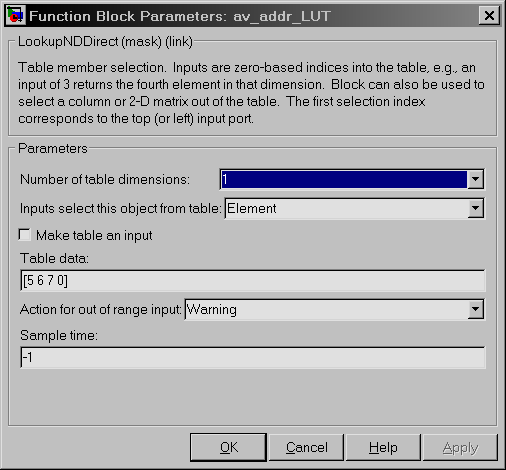 Function Block Parameters: av_addr_LUT
LookupNDDirect (mask) (link)
Table member selection. Inputs are zero-based indices into the table, e.g., an
input of 3 returns the fourth element in that dimension. Block can also be used to
select a column or 2-D matrix out of the table. The first selection index
corresponds to the top (or left) input port.
Parameters
Number of table dimensions: 1
Inputs select this object from table: Element
Make table an input
Table data:
[5 6 7 0]
Action for out of range input: Warning
Sample time:
-1
OK Cancel Help Apply